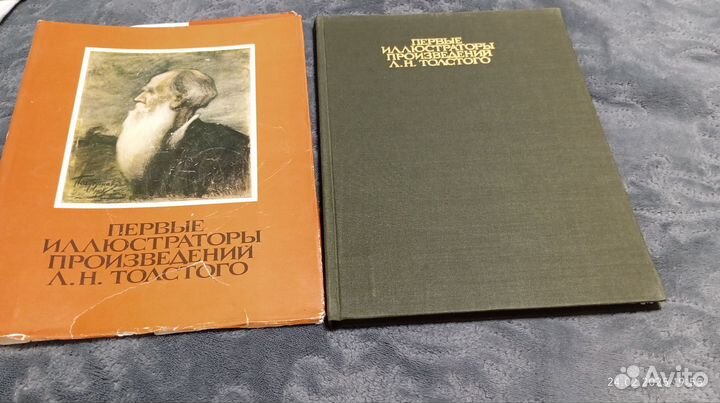 ПЕРВЫЕ
ИЛЛЮСТРАТОРЫ
ПРОИЗВЕДЕНИЙ
Л.Н. ТОЛСТОГО
ПЕРВЫЕ
ИЛЛЮСТРАТОРЫ
ПРОИЗВЕДЕНИЙ
Л.Н. ТОЛСТОГО
Avito